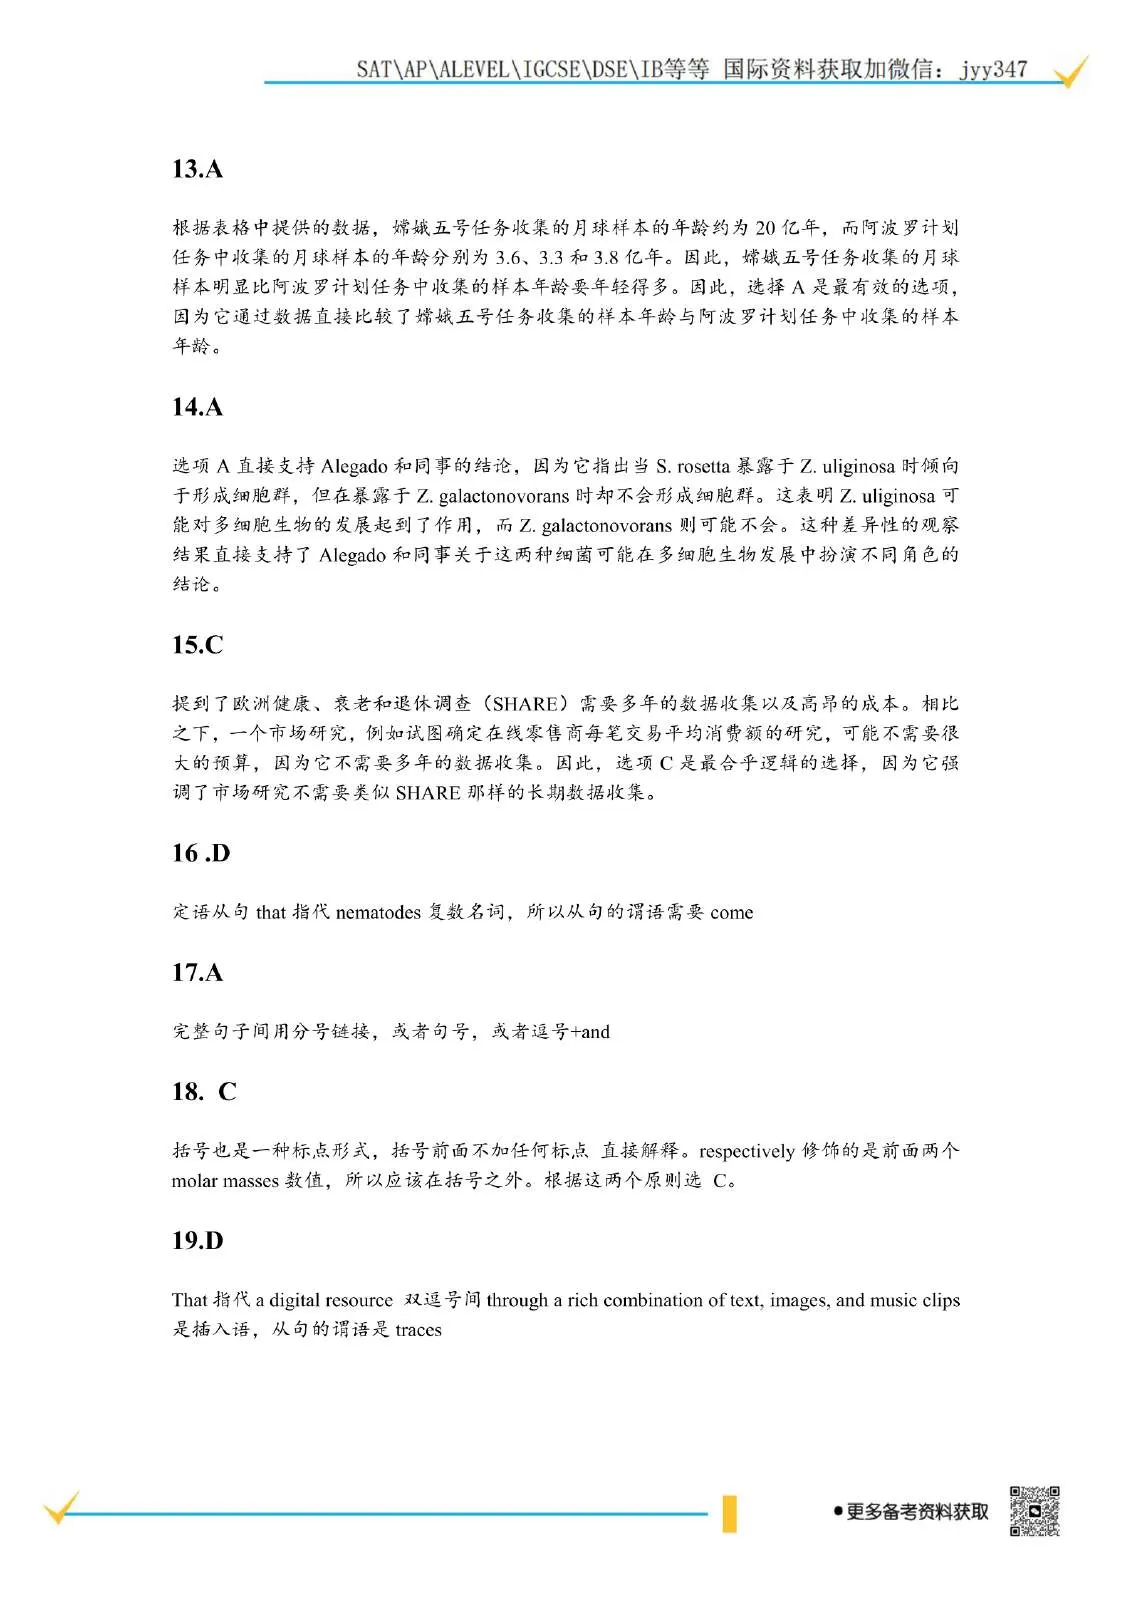 SAT\AP\ALEVEL\IGCSE\DSE\IB等等 国际资料获取加微信：jyy347
13.A
根据表格中提供的数据，嫦娥五号任务收集的月球样本的年龄约为 20 亿年，而阿波罗计划
任务中收集的月球样本的年龄分别为 3.6、3.3 和 3.8 亿年。因此，嫦娥五号任务收集的月球
样本明显比阿波罗计划任务中收集的样本年龄要年轻得多。因此，选择 A 是最有效的选项，
因为它通过数据直接比较了嫦娥五号任务收集的样本年龄与阿波罗计划任务中收集的样本
年龄。
14.A
选项 A 直接支持 Alegado 和同事的结论，因为它指出当 S. rosetta 暴露于 Z. uliginosa 时倾向
于形成细胞群，但在暴露于 Z. galactonovorans 时却不会形成细胞群。这表明 Z. uliginosa 可
能对多细胞生物的发展起到了作用，而 Z. galactonovorans 则可能不会。这种差异性的观察
结果直接支持了 Alegado 和同事关于这两种细菌可能在多细胞生物发展中扮演不同角色的
结论。
15.C
提到了欧洲健康、衰老和退休调查（SHARE）需要多年的数据收集以及高昂的成本。相比
之下，一个市场研究，例如试图确定在线零售商每笔交易平均消费额的研究，可能不需要很
大的预算，因为它不需要多年的数据收集。因此，选项 C 是最合乎逻辑的选择，因为它强
调了市场研究不需要类似 SHARE 那样的长期数据收集。
16 .D
定语从句 that 指代 nematodes 复数名词，所以从句的谓语需要 come
17.A
完整句子间用分号链接，或者句号，或者逗号+and
18. C
括号也是一种标点形式，括号前面不加任何标点 直接解释。respectively 修饰的是前面两个
molar masses 数值，所以应该在括号之外。根据这两个原则选 C。
19.D
That 指代 a digital resource 双逗号间 through a rich combination of text, images, and music clips
是插入语，从句的谓语是 traces
●更多备考资料获取